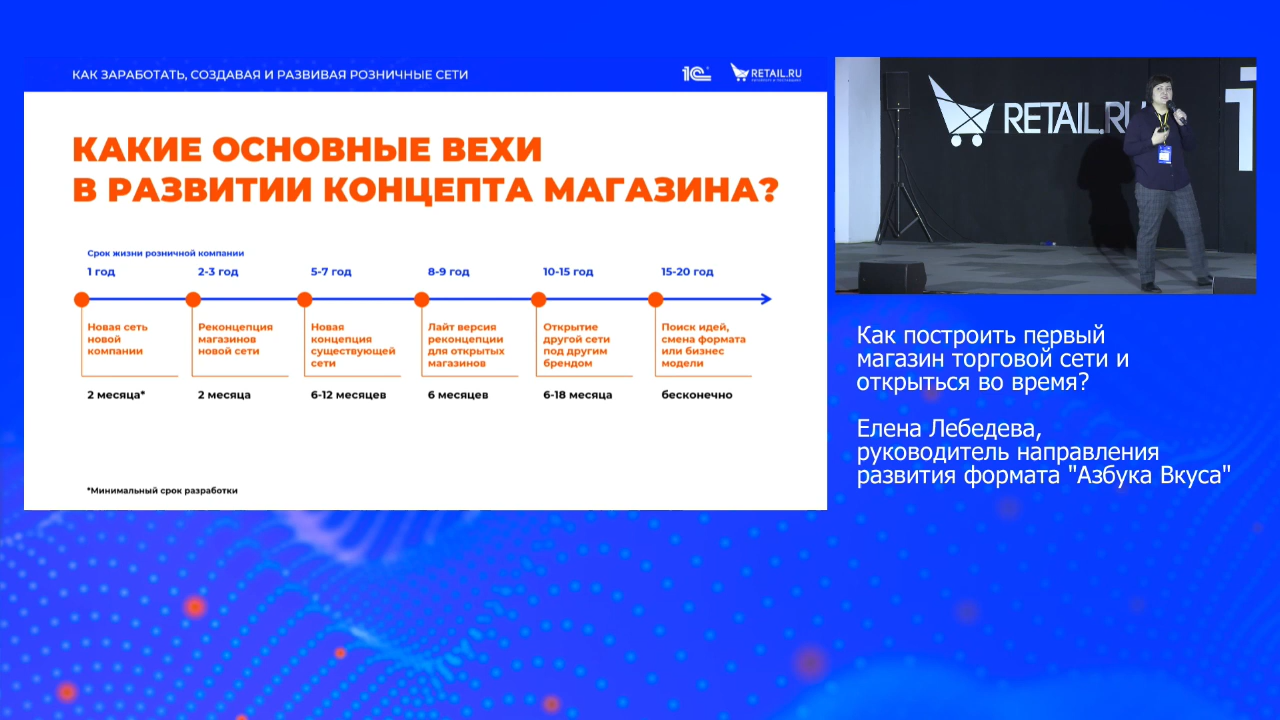 КАК ЗАРАБОТАТЬ, СОЗДАВАЯ И РАЗВИВАЯ РОЗНИЧНЫЕ СЕТИ
1С
RETAIL.RU
КАКИЕ ОСНОВНЫЕ ВЕХИ
В РАЗВИТИИ КОНЦЕПТА МАГАЗИНА?
Срок жизни розничной компании
1 год
2-3 год
5-7 год
8-9 год
10-15 год
15-20 год
Новая сеть
новой
компании
Реконцепция
магазинов
новой сети
Новая
концепция
существующей
сети
Лайт версия
реконцепции
для открытых
магазинов
Открытие
другой сети
под другим
брендом
Поиск идей,
смена формата
или бизнес
модели
2 месяца*
2 месяца
6-12 месяцев
6 месяцев
6-18 месяца
бесконечно
*Минимальный срок разработки
RETAIL.RU
Как построить первый
магазин торговой сети и
открыться во время?
Елена Лебедева,
руководитель направления
развития формата "Азбука Вкуса"